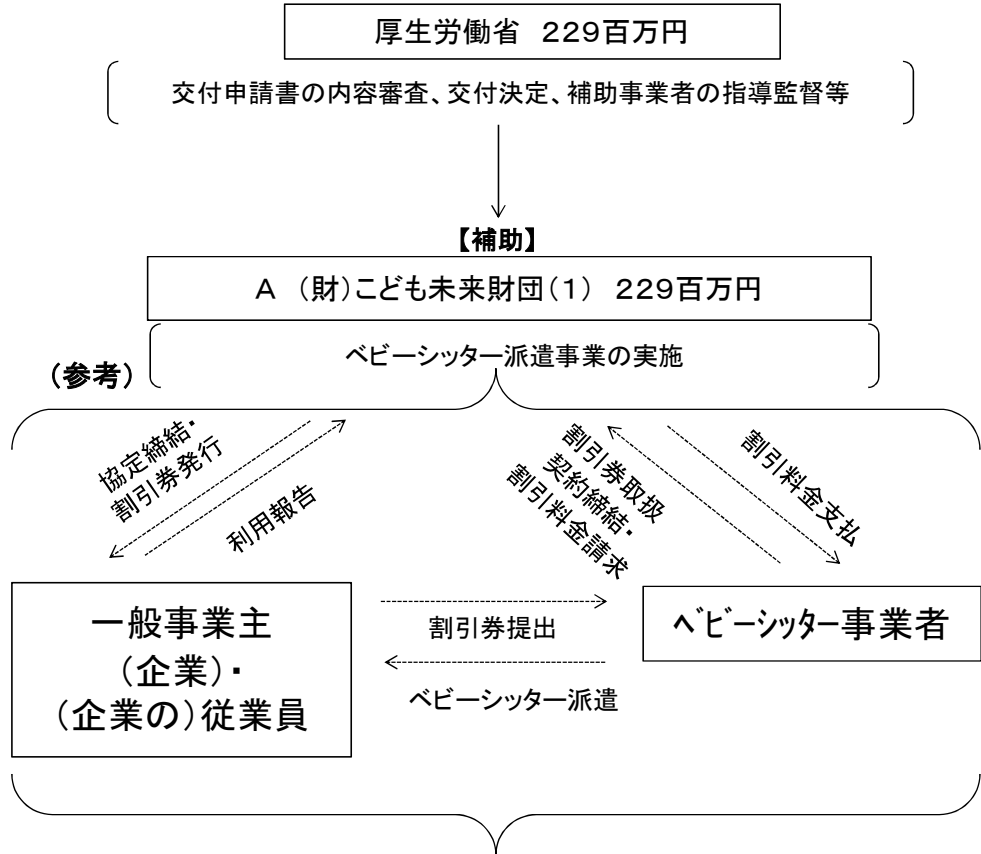 厚生労働省 229百万円
交付申請書の内容審査、交付決定、補助事業者の指導監督等
【補助】
A (財)こども未来財団(1) 229百万円
ベビーシッター派遣事業の実施
(参考)
協定締結・
割引券発行
利用報告
割引券取扱
契約締結・
割引料金請求
割引料金支払
一般事業主
(企業)・
(企業の)従業員
割引券提出
ベビーシッター派遣
ベビーシッター事業者